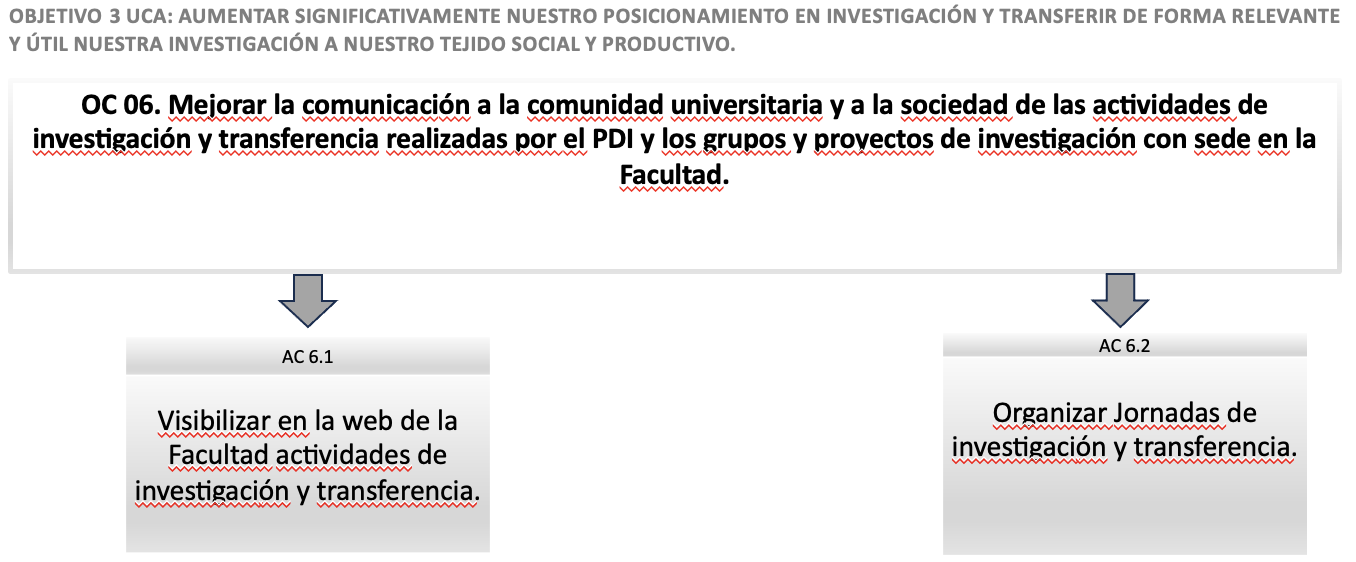 OBJETIVO 3 UCA: AUMENTAR SIGNIFICATIVAMENTE NUESTRO POSICIONAMIENTO EN INVESTIGACIÓN Y TRANSFERIR DE FORMA RELEVANTE
Y ÚTIL NUESTRA INVESTIGACIÓN A NUESTRO TEJIDO SOCIAL Y PRODUCTIVO.
OC 06. Mejorar la comunicación a la comunidad universitaria y a la sociedad de las actividades de
investigación y transferencia realizadas por el PDI y los grupos y proyectos de investigación con sede en la
Facultad.
AC 6.1
Visibilizar en la web de la
Facultad actividades de
investigación y transferencia.
AC 6.2
Organizar Jornadas de
investigación y transferencia.